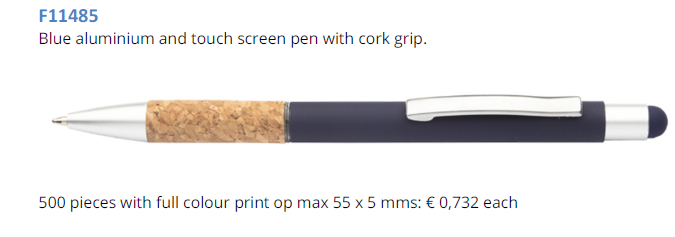 F11485
Blue aluminium and touch screen pen with cork grip.
500 pieces with full colour print op max 55 x 5 mms: € 0,732 each